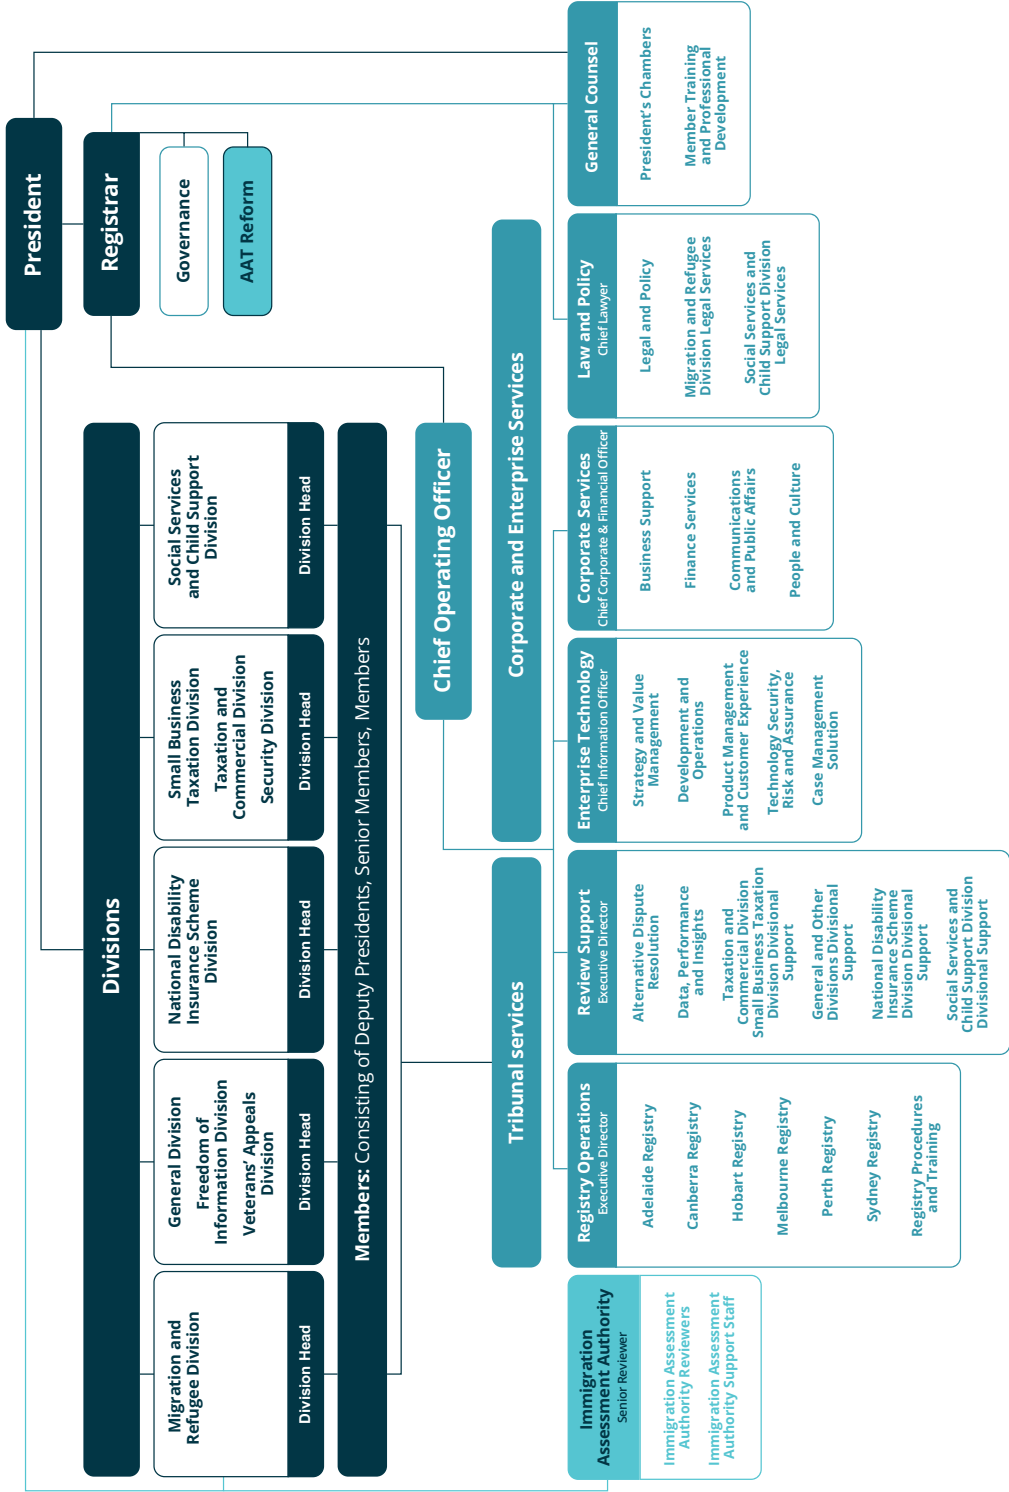 President
Registrar
Governance
AAT Reform
Divisions
Migration and
Refugee Division
Division Head
General Division
Freedom of
Information Division
Veterans’ Appeals
Division
Division Head
National Disability
Insurance Scheme
Division
Division Head
Small Business
Taxation Division
Taxation and
Commercial Division
Security Division
Division Head
Social Services
and Child Support
Division
Division Head
Members: Consisting of Deputy Presidents, Senior Members, Members
Chief Operating Officer
Tribunal services
Corporate and Enterprise Services
Immigration
Assessment Authority
Senior Reviewer
Immigration Assessment
Authority Reviewers
Immigration Assessment
Authority Support Staff
Registry Operations
Executive Director
Adelaide Registry
Canberra Registry
Hobart Registry
Melbourne Registry
Perth Registry
Sydney Registry
Registry Procedures
and Training
Review Support
Executive Director
Alternative Dispute
Resolution
Data, Performance
and Insights
Taxation and
Commercial Division
Small Business Taxation
Division Divisional
Support
General and Other
Divisions Divisional
Support
National Disability
Insurance Scheme
Division Divisional
Support
Social Services and
Child Support Division
Divisional Support
Enterprise Technology
Chief Information Officer
Strategy and Value
Management
Development and
Operations
Product Management
and Customer Experience
Technology Security,
Risk and Assurance
Case Management
Solution
Corporate Services
Chief Corporate & Financial Officer
Business Support
Finance Services
Communications
and Public Affairs
People and Culture
Law and Policy
Chief Lawyer
Legal and Policy
Migration and Refugee
Division Legal Services
Social Services and
Child Support Division
Legal Services
General Counsel
President’s Chambers
Member Training
and Professional
Development